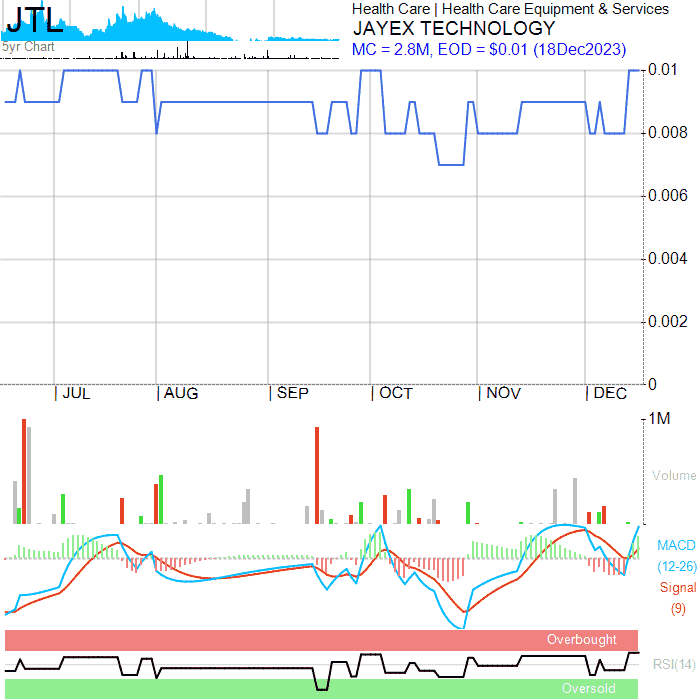 JTL
5yr Chart
Health Care | Health Care Equipment & Services
JAYEX TECHNOLOGY
MC = 2.8M, EOD = $0.01 (18Dec2023)
0.01
0.008
0.006
0.004
0.002
0
| JUL | AUG | SEP | OCT | NOV | DEC
1M
Volume
MACD
(12-26)
Signal
(9)
Overbought
RSI(14)
Oversold